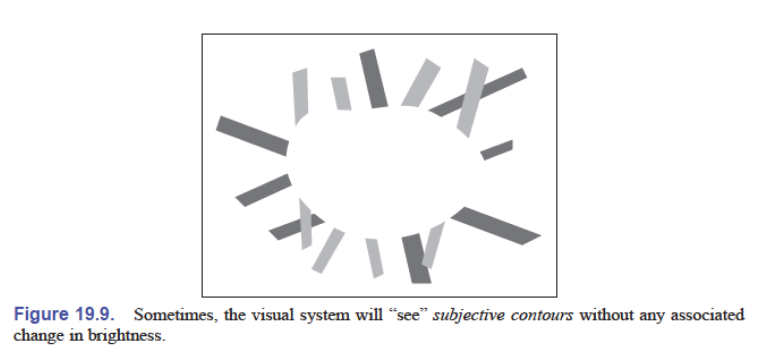 Figure 19.9. Sometimes, the visual system will “see” subjective contours without any associated
change in brightness.